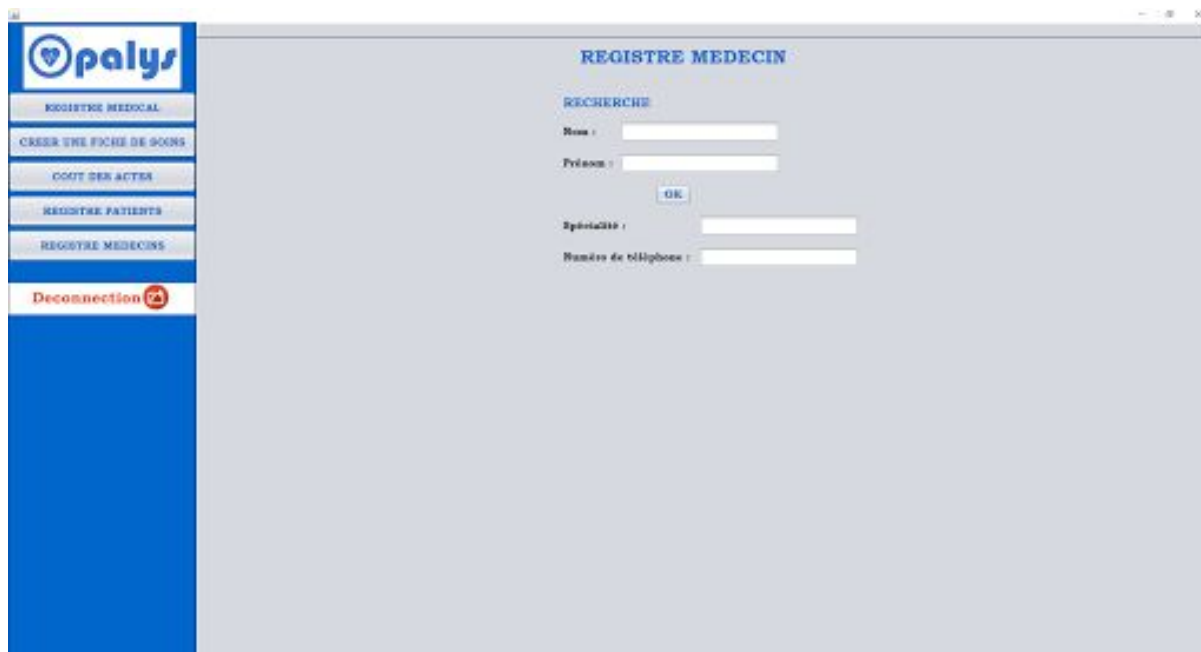 Opalys
REGISTRE MEDICAL
CREER UNE FICHE DE SOINS
COUT DES ACTES
REGISTRE PATIENTS
REGISTRE MEDECINS
Deconnection
REGISTRE MEDECIN
RECHERCHE
Nom :
Prénom :
OK
Spécialité :
Numéro de téléphone :